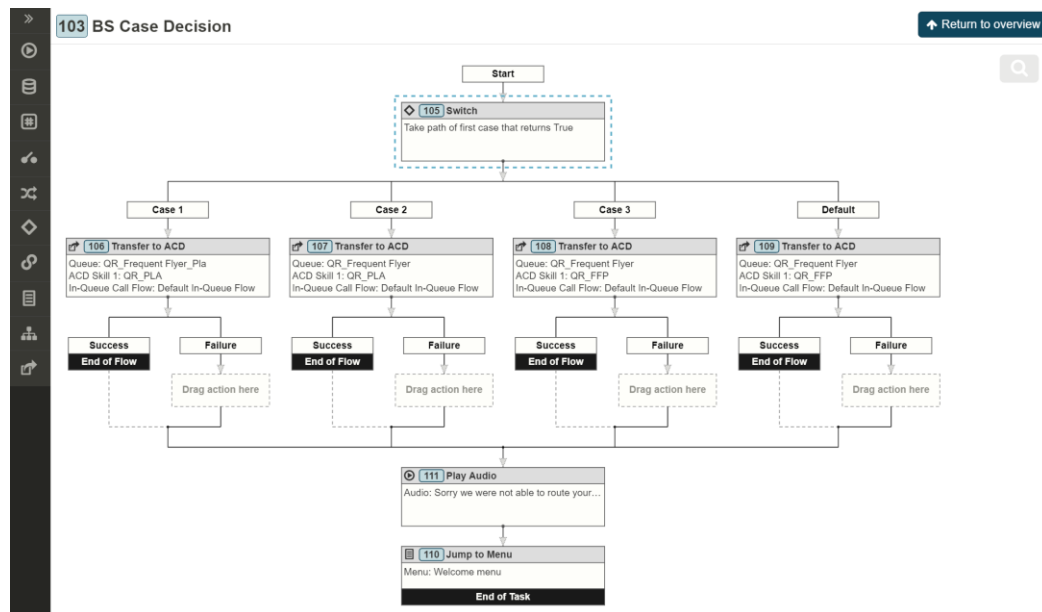 103 BS Case Decision
Return to overview
Start
105 Switch
Take path of first case that returns True
Case 1
Case 2
Case 3
Default
106 Transfer to ACD
Queue: QR_Frequent Flyer_Pla
ACD Skill 1: QR_PLA
In-Queue Call Flow: Default In-Queue Flow
107 Transfer to ACD
Queue: QR_Frequent Flyer
ACD Skill 1: QR_PLA
In-Queue Call Flow: Default In-Queue Flow
108 Transfer to ACD
Queue: QR_Frequent Flyer
ACD Skill 1: QR_FFP
In-Queue Call Flow: Default In-Queue Flow
109 Transfer to ACD
Queue: QR_Frequent Flyer
ACD Skill 1: QR_FFP
In-Queue Call Flow: Default In-Queue Flow
Success
End of Flow
Failure
Drag action here
Success
End of Flow
Failure
Drag action here
Success
End of Flow
Failure
Drag action here
Success
End of Flow
Failure
Drag action here
111 Play Audio
Audio: Sorry we were not able to route your...
110 Jump to Menu
Menu: Welcome menu
End of Task